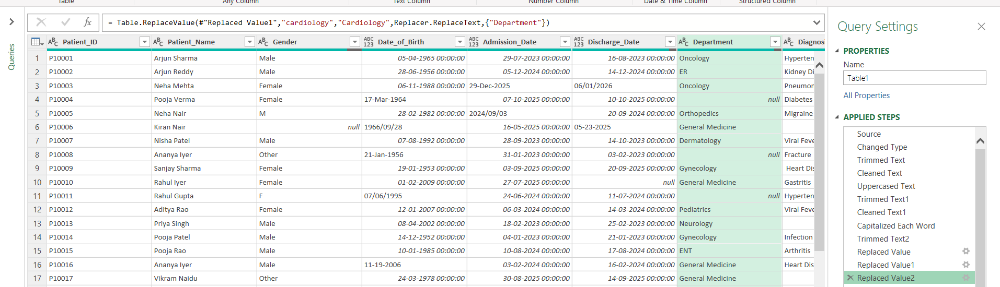 Table Any Column Text Column Number Column Date & Time Column Structured Column
fx = Table.ReplaceValue(#"Replaced Value1","cardiology","Cardiology",Replacer.ReplaceText,{"Department"})
ABC Patient_ID ABC Patient_Name ABC Gender ABC 123 Date_of_Birth ABC 123 Admission_Date ABC 123 Discharge_Date ABC Department ABC Diagnosi
1 P10001 Arjun Sharma Male 05-04-1965 00:00:00 29-07-2023 00:00:00 16-08-2023 00:00:00 Oncology Hyperten
2 P10002 Arjun Reddy Male 28-06-1956 00:00:00 05-12-2024 00:00:00 14-12-2024 00:00:00 ER Kidney Di
3 P10003 Neha Mehta Female 06-11-1988 00:00:00 29-Dec-2025 06/01/2026 Oncology Pneumor
4 P10004 Pooja Verma Female 17-Mar-1964 07-10-2025 00:00:00 10-10-2025 00:00:00 null Diabetes
5 P10005 Neha Nair M 28-02-1982 00:00:00 2024/09/03 20-09-2024 00:00:00 Orthopedics Migraine
6 P10006 Kiran Nair null 1966/09/28 16-05-2025 00:00:00 05-23-2025 General Medicine
7 P10007 Nisha Patel Male 07-08-1992 00:00:00 28-09-2023 00:00:00 14-10-2023 00:00:00 Dermatology Viral Feve
8 P10008 Ananya Iyer Other 21-Jan-1956 31-01-2023 00:00:00 03-02-2023 00:00:00 null Fracture
9 P10009 Sanjay Sharma Female 19-01-1953 00:00:00 03-09-2025 00:00:00 20-09-2025 00:00:00 Gynecology Heart Dis
10 P10010 Rahul Iyer Female 01-02-2009 00:00:00 27-07-2025 00:00:00 null General Medicine Gastritis
11 P10011 Rahul Gupta F 07/06/1995 24-06-2024 00:00:00 11-07-2024 00:00:00 null Hyperten
12 P10012 Aditya Rao Female 12-01-2007 00:00:00 06-03-2024 00:00:00 14-03-2024 00:00:00 Pediatrics Viral Feve
13 P10013 Priya Singh Male 08-04-2002 00:00:00 18-02-2023 00:00:00 25-02-2023 00:00:00 Neurology
14 P10014 Pooja Patel Male 14-12-1952 00:00:00 04-01-2023 00:00:00 21-01-2023 00:00:00 Gynecology Infection
15 P10015 Pooja Rao Male 10-01-1985 00:00:00 10-08-2024 00:00:00 17-08-2024 00:00:00 ENT Arthritis
16 P10016 Ananya Iyer Male 11-19-2006 03-02-2024 00:00:00 16-02-2024 00:00:00 General Medicine Heart Dis
17 P10017 Vikram Naidu Other 24-03-1978 00:00:00 30-08-2025 00:00:00 14-09-2025 00:00:00 General Medicine
Queries
Query Settings
PROPERTIES
Name
Table1
All Properties
APPLIED STEPS
Source
Changed Type
Trimmed Text
Cleaned Text
Uppercased Text
Trimmed Text1
Cleaned Text1
Capitalized Each Word
Trimmed Text2
Replaced Value
Replaced Value1
Replaced Value2